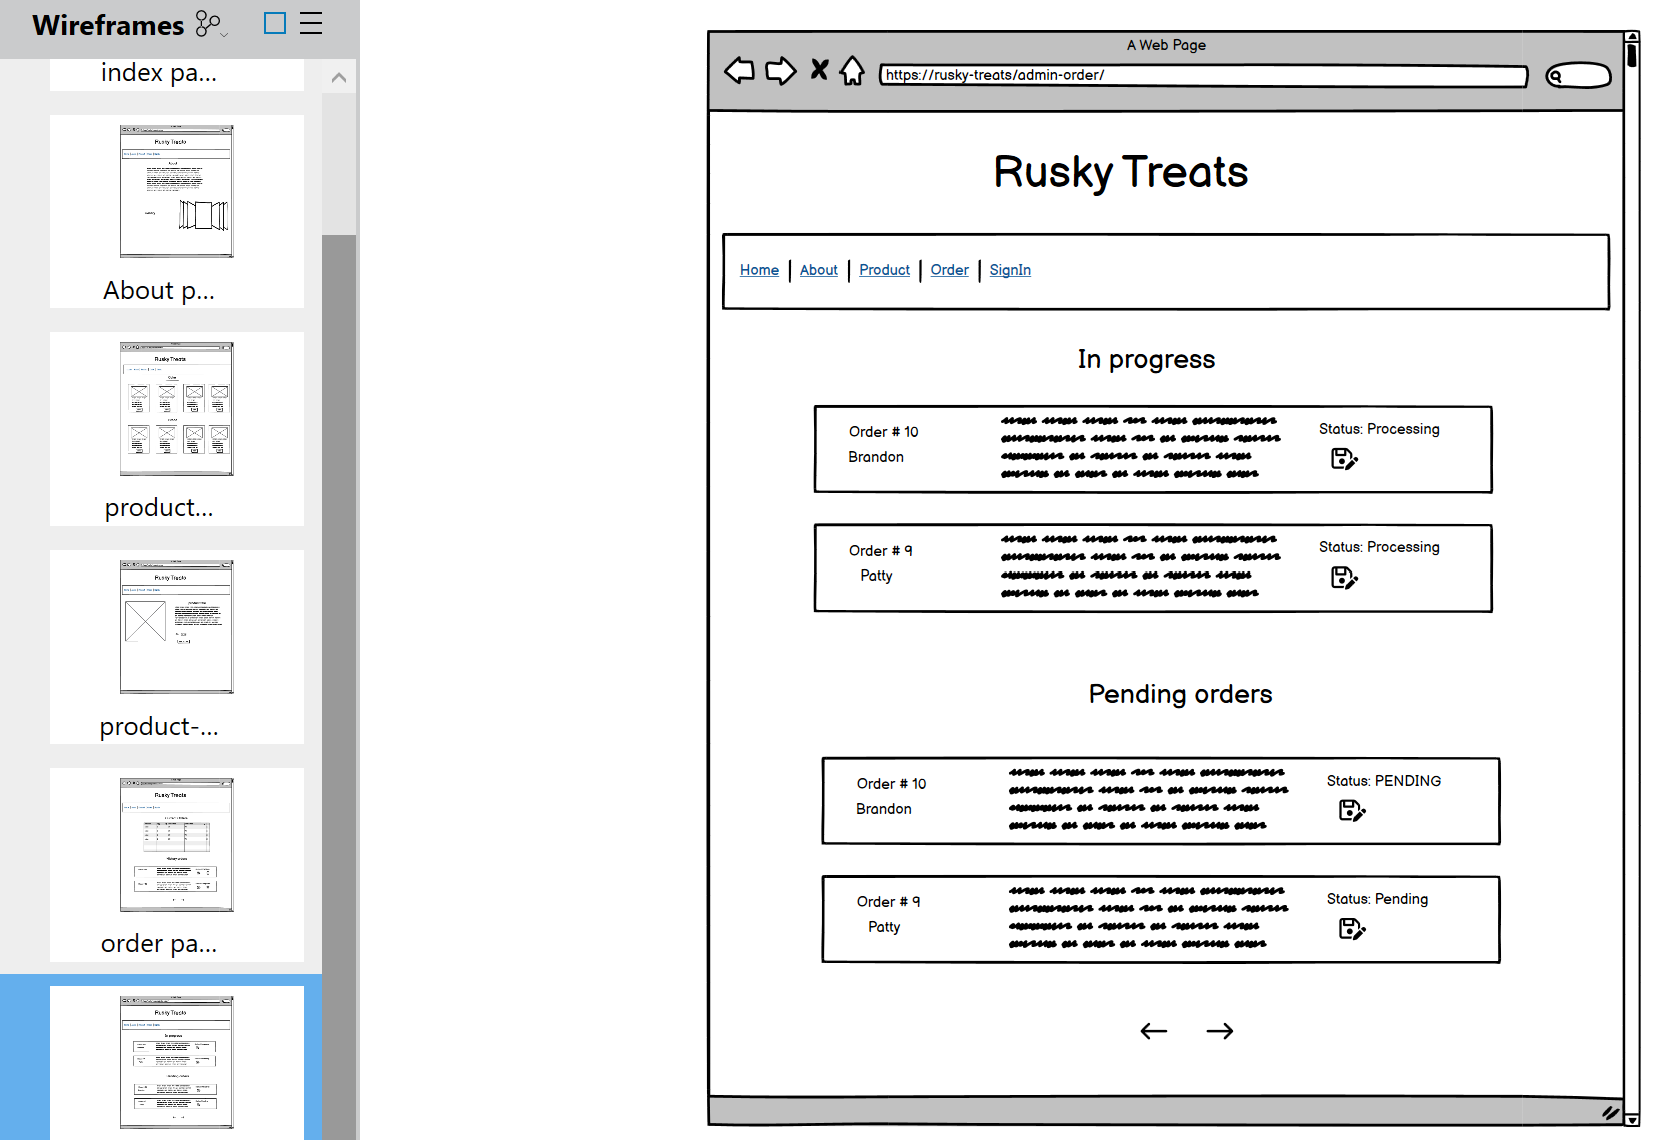 Wireframes
index pa...
About p...
product...
product-...
order pa...
A Web Page
https://rusky-treats/admin-order/
Rusky Treats
Home | About | Product | Order | SignIn
In progress
Order # 10
Brandon
Status: Processing
Order # 9
Patty
Status: Processing
Pending orders
Order # 10
Brandon
Status: PENDING
Order # 9
Patty
Status: Pending